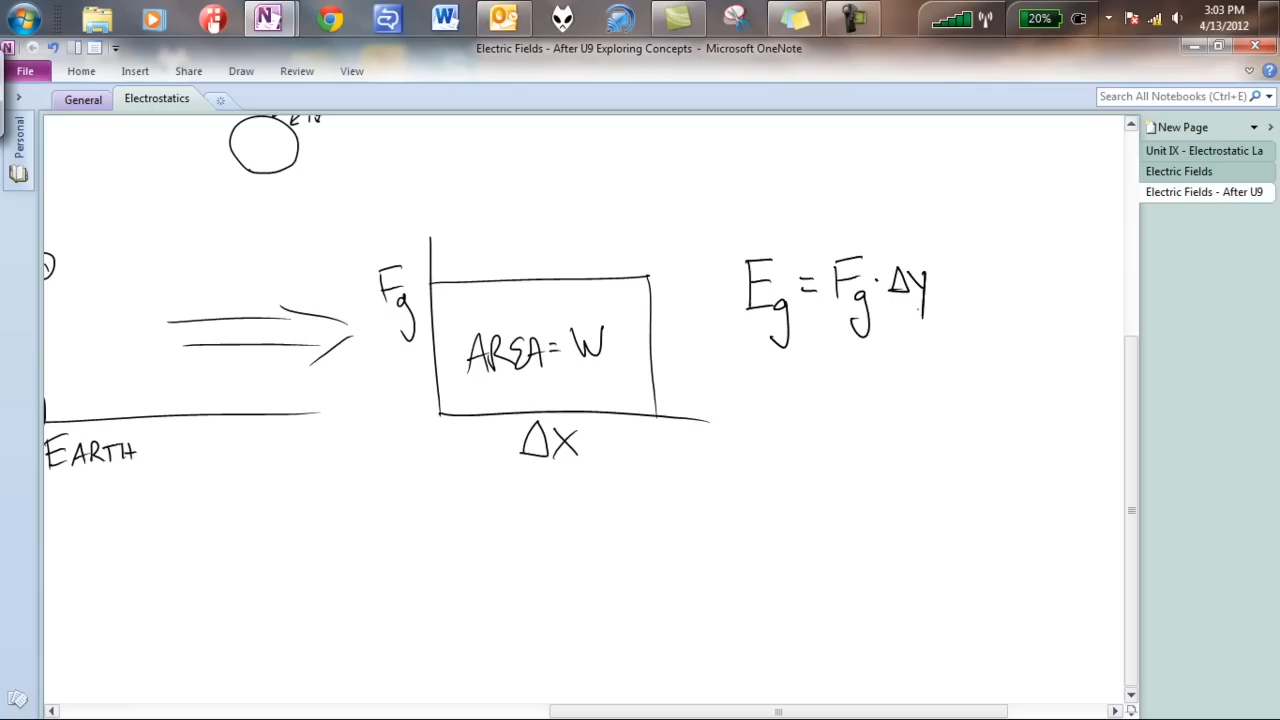 20%
3:03 PM
4/13/2012
Electric Fields - After U9 Exploring Concepts - Microsoft OneNote
File Home Insert Share Draw Review View
General Electrostatics
Search All Notebooks (Ctrl+E)
Personal
New Page
Unit IX - Electrostatic La
Electric Fields
Electric Fields - After U9
Fg
AREA = W
Δx
Eg = Fg · Δy
EARTH